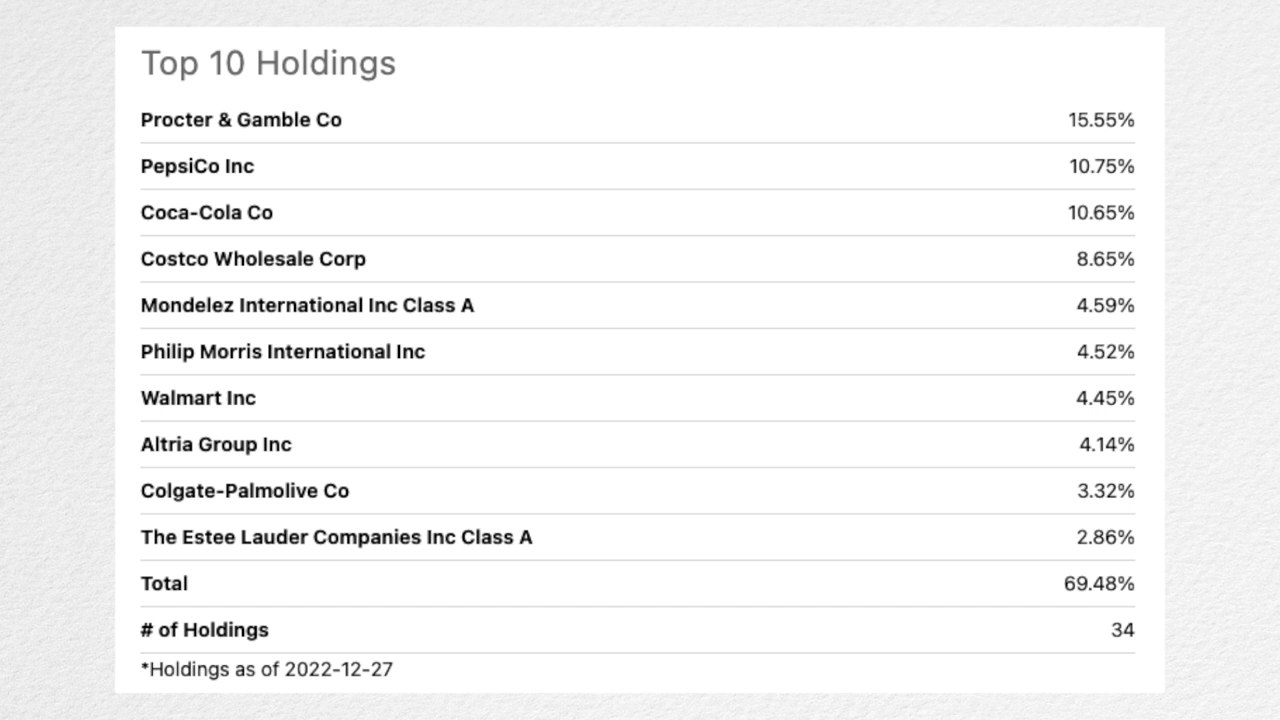 Top 10 Holdings
Procter & Gamble Co 15.55%
PepsiCo Inc 10.75%
Coca-Cola Co 10.65%
Costco Wholesale Corp 8.65%
Mondelez International Inc Class A 4.59%
Philip Morris International Inc 4.52%
Walmart Inc 4.45%
Altria Group Inc 4.14%
Colgate-Palmolive Co 3.32%
The Estee Lauder Companies Inc Class A 2.86%
Total 69.48%
# of Holdings 34
*Holdings as of 2022-12-27